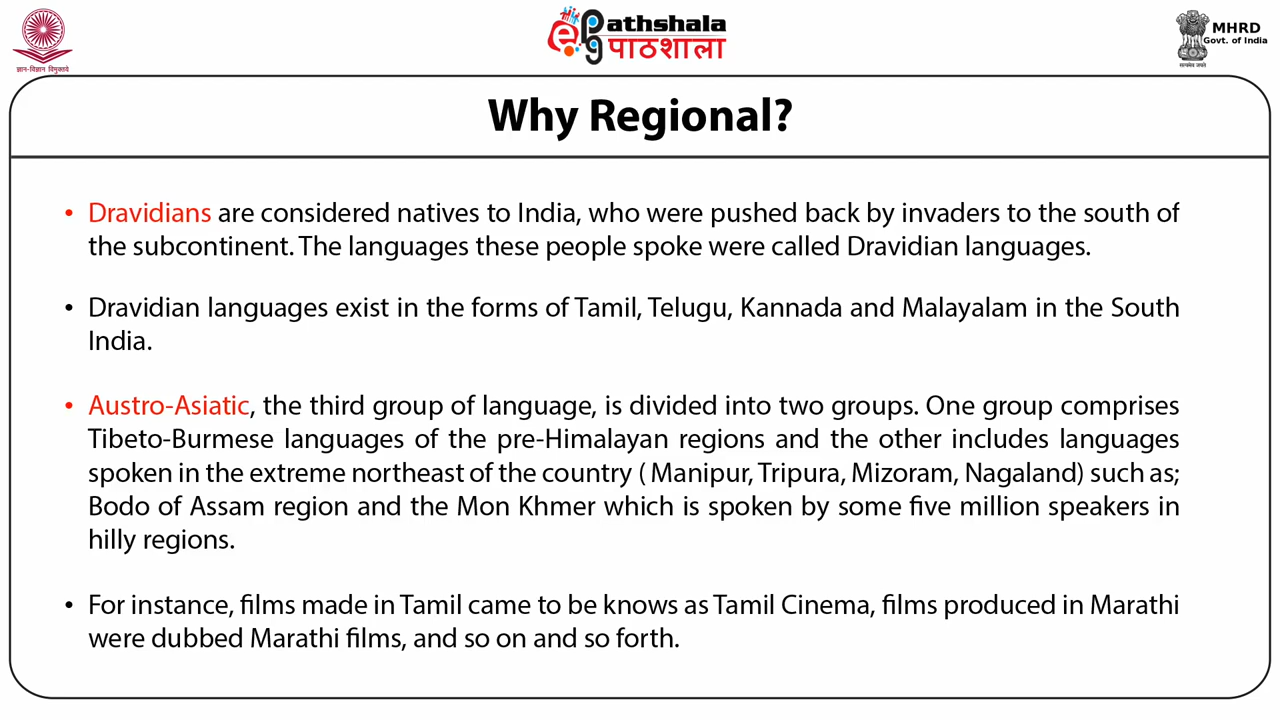 ज्ञान-विज्ञान विमुक्तये
ePathshala
पाठशाला
MHRD
Govt. of India
सत्यमेव जयते
Why Regional?
• Dravidians are considered natives to India, who were pushed back by invaders to the south of
the subcontinent. The languages these people spoke were called Dravidian languages.
• Dravidian languages exist in the forms of Tamil, Telugu, Kannada and Malayalam in the South
India.
• Austro-Asiatic, the third group of language, is divided into two groups. One group comprises
Tibeto-Burmese languages of the pre-Himalayan regions and the other includes languages
spoken in the extreme northeast of the country ( Manipur, Tripura, Mizoram, Nagaland) such as;
Bodo of Assam region and the Mon Khmer which is spoken by some five million speakers in
hilly regions.
• For instance, films made in Tamil came to be knows as Tamil Cinema, films produced in Marathi
were dubbed Marathi films, and so on and so forth.